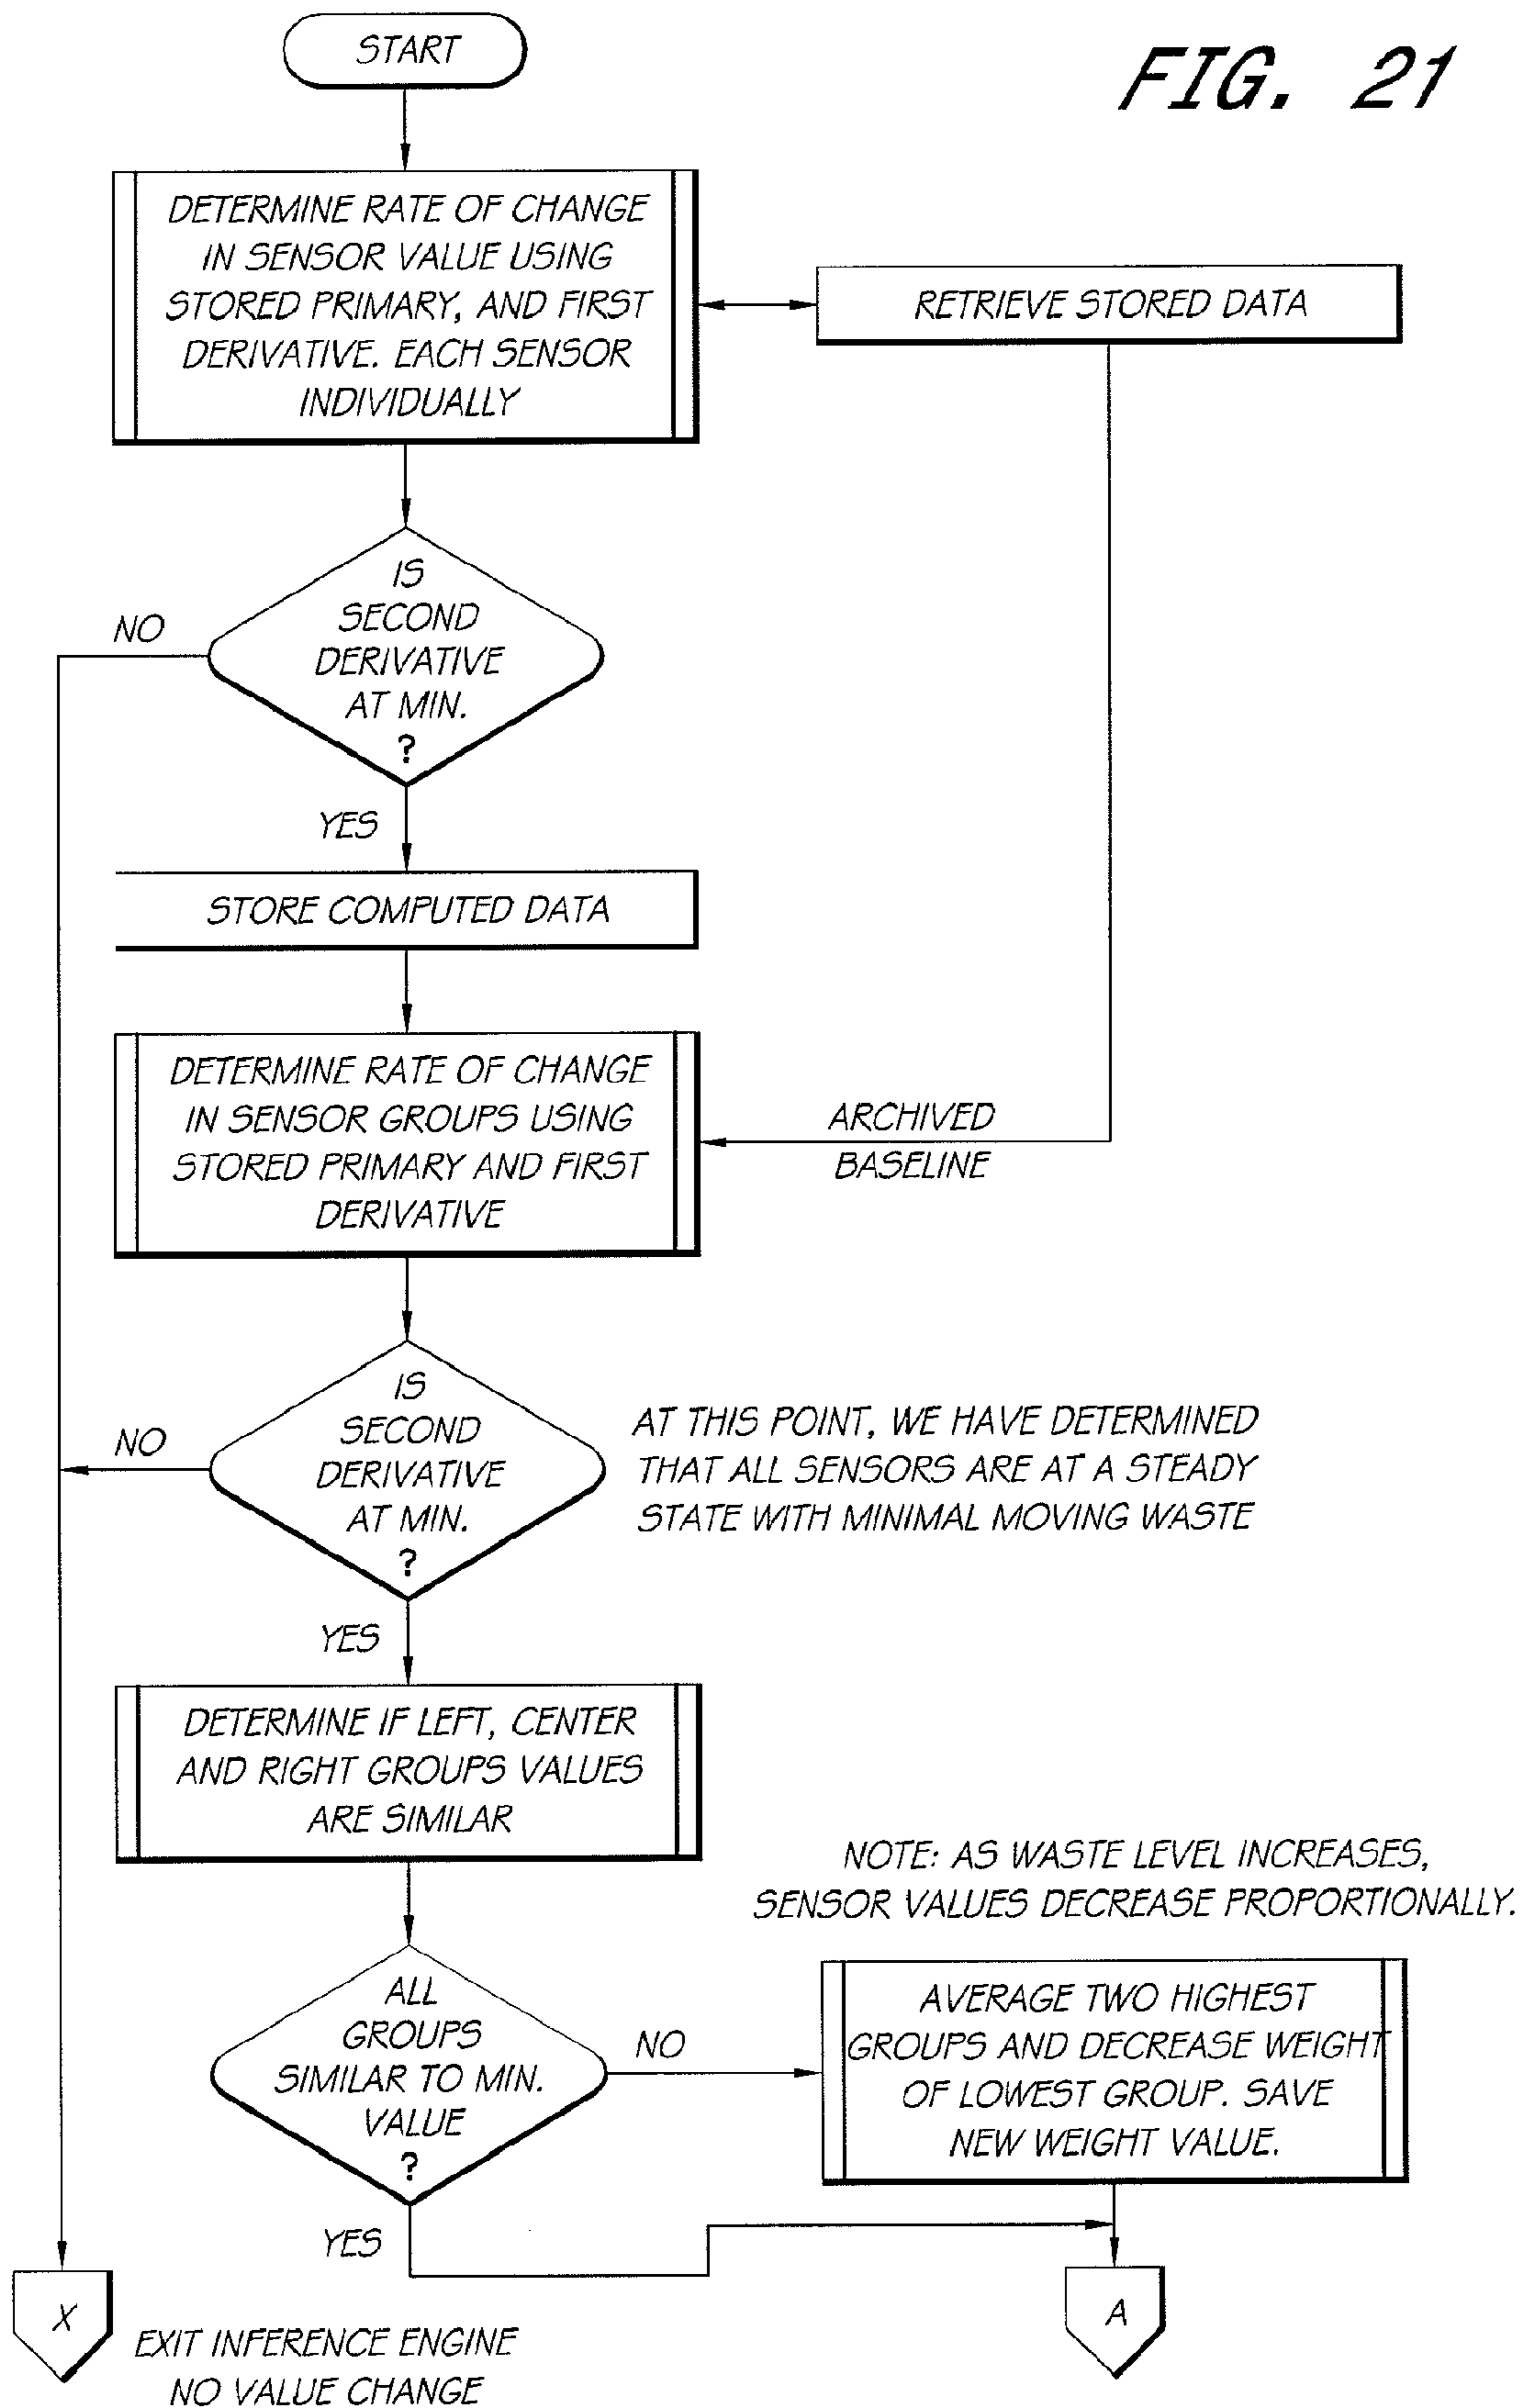 START
FIG. 21
DETERMINE RATE OF CHANGE
IN SENSOR VALUE USING
STORED PRIMARY, AND FIRST
DERIVATIVE. EACH SENSOR
INDIVIDUALLY
RETRIEVE STORED DATA
IS
SECOND
DERIVATIVE
AT MIN.
?
NO
YES
STORE COMPUTED DATA
DETERMINE RATE OF CHANGE
IN SENSOR GROUPS USING
STORED PRIMARY AND FIRST
DERIVATIVE
ARCHIVED
BASELINE
IS
SECOND
DERIVATIVE
AT MIN.
?
NO
AT THIS POINT, WE HAVE DETERMINED
THAT ALL SENSORS ARE AT A STEADY
STATE WITH MINIMAL MOVING WASTE
YES
DETERMINE IF LEFT, CENTER
AND RIGHT GROUPS VALUES
ARE SIMILAR
NOTE: AS WASTE LEVEL INCREASES,
SENSOR VALUES DECREASE PROPORTIONALLY.
ALL
GROUPS
SIMILAR TO MIN.
VALUE
?
NO
AVERAGE TWO HIGHEST
GROUPS AND DECREASE WEIGHT
OF LOWEST GROUP. SAVE
NEW WEIGHT VALUE.
YES
X
EXIT INFERENCE ENGINE
NO VALUE CHANGE
A